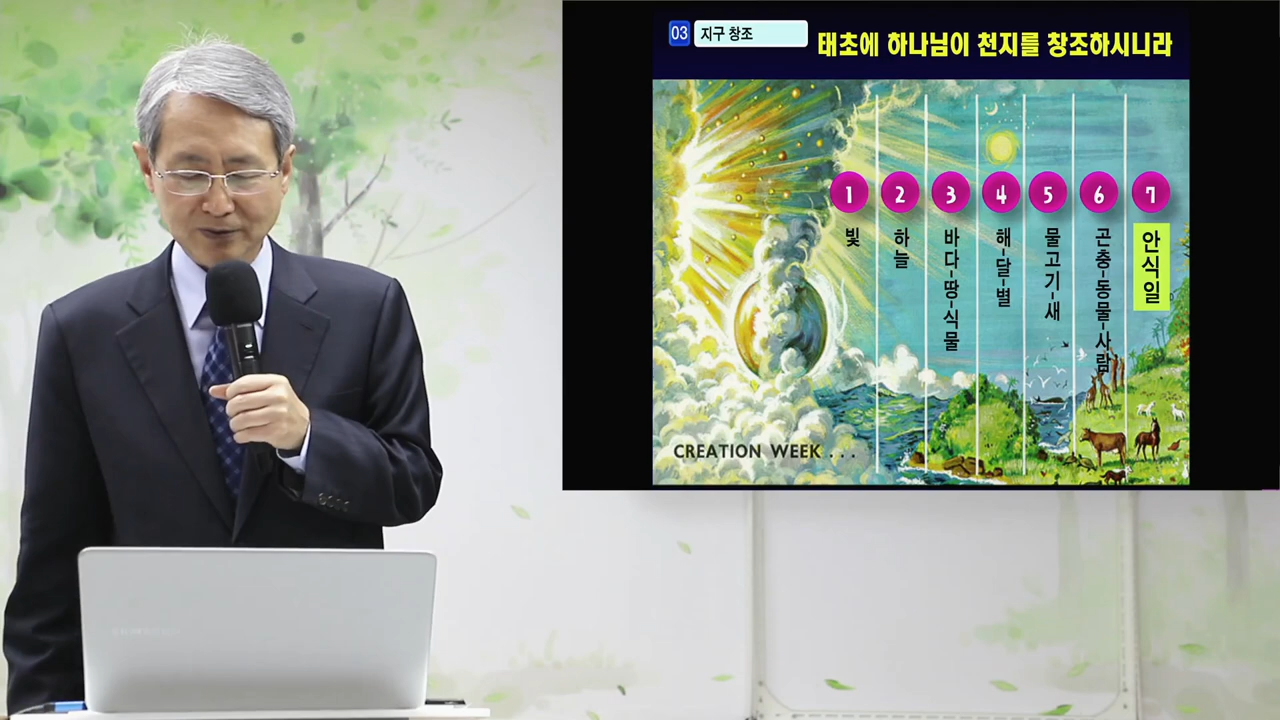 03 지구 창조
태초에 하나님이 천지를 창조하시니라
1 2 3 4 5 6 7
빛
하늘
바다-땅-식물
해-달-별
물고기-새
곤충-동물-사람
안식일
CREATION WEEK . . .